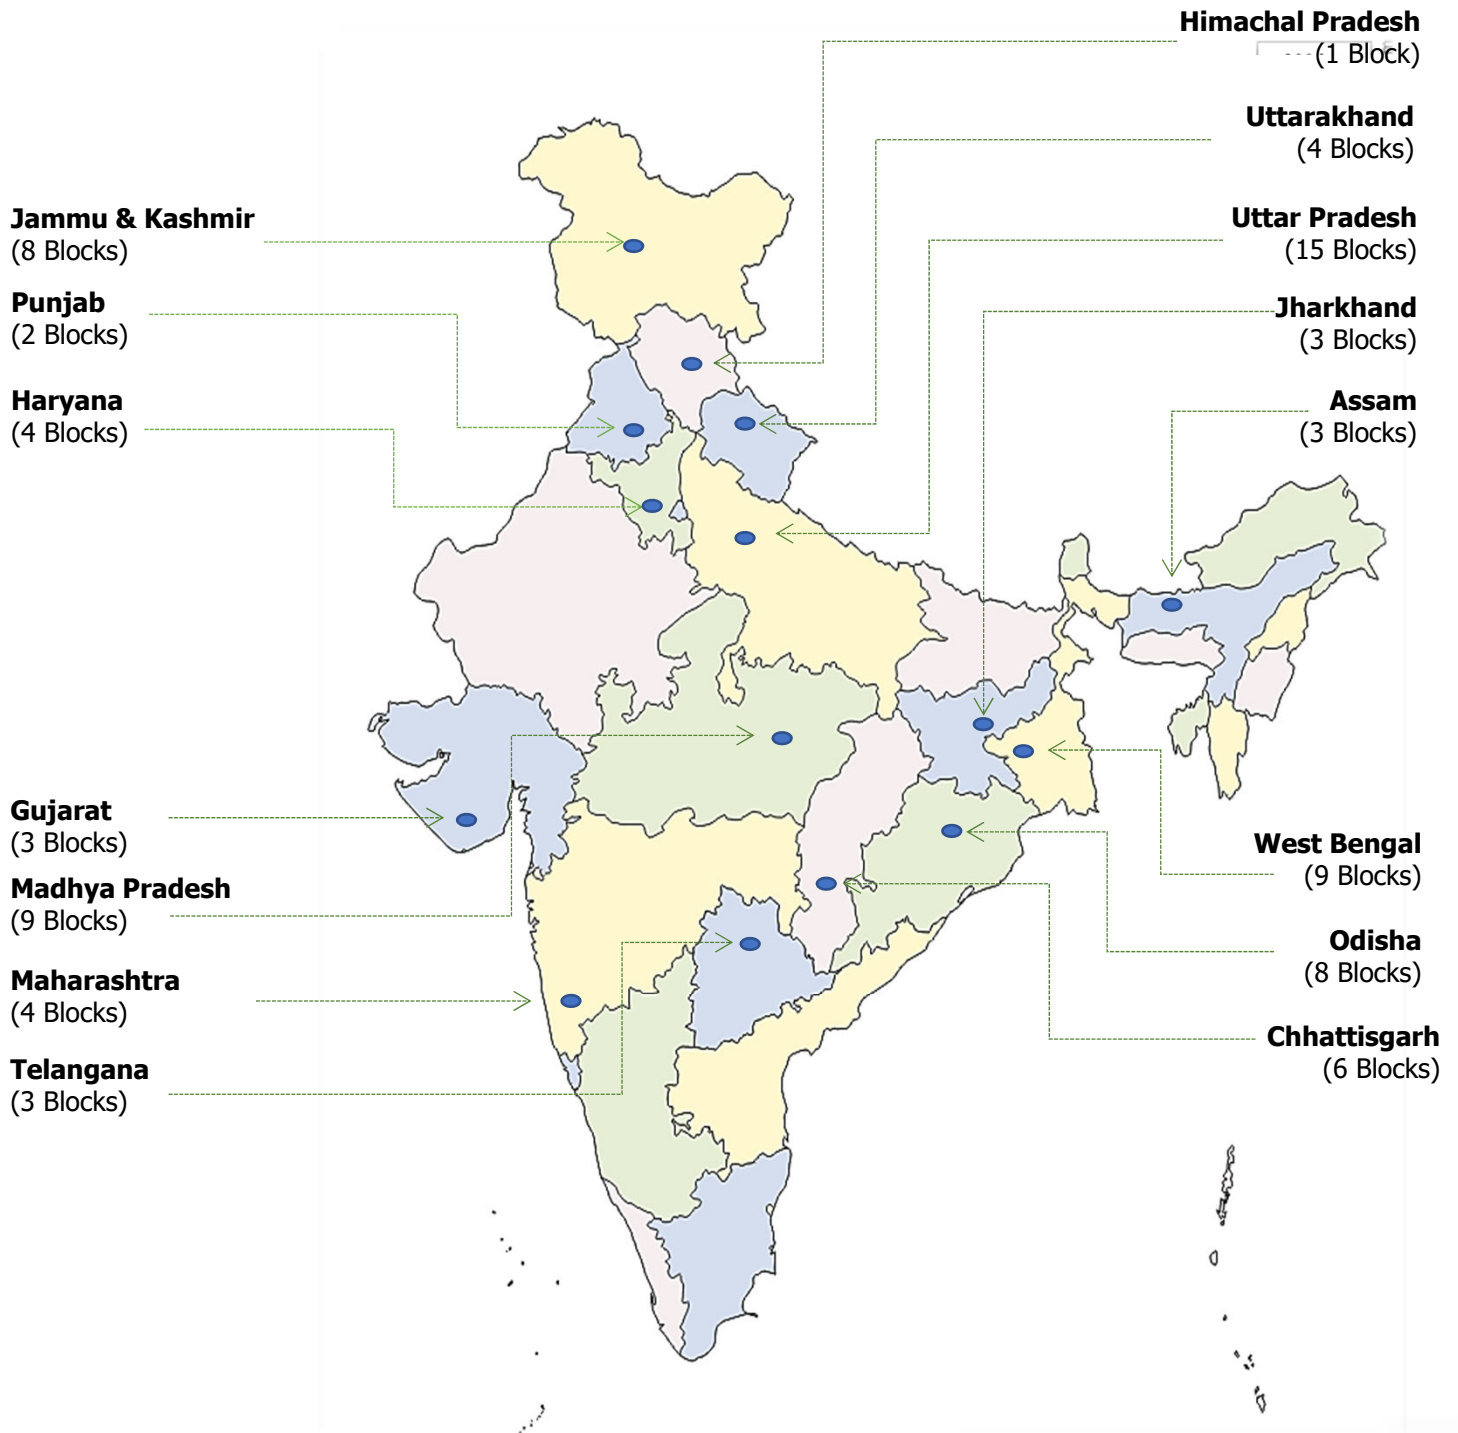 Himachal Pradesh
(1 Block)
Uttarakhand
(4 Blocks)
Uttar Pradesh
(15 Blocks)
Jharkhand
(3 Blocks)
Assam
(3 Blocks)
Jammu & Kashmir
(8 Blocks)
Punjab
(2 Blocks)
Haryana
(4 Blocks)
Gujarat
(3 Blocks)
Madhya Pradesh
(9 Blocks)
Maharashtra
(4 Blocks)
Telangana
(3 Blocks)
West Bengal
(9 Blocks)
Odisha
(8 Blocks)
Chhattisgarh
(6 Blocks)